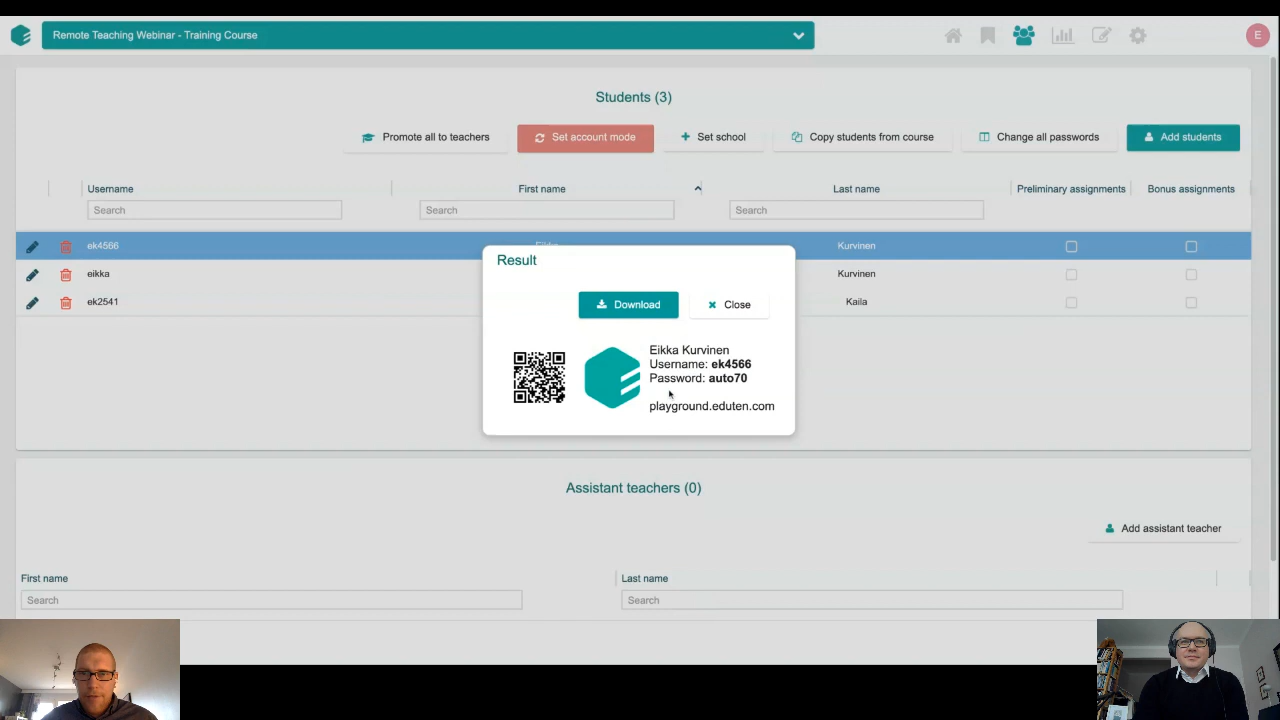 Remote Teaching Webinar - Training Course
E
Students (3)
Promote all to teachers
Set account mode
Set school
Copy students from course
Change all passwords
Add students
Username
First name
Last name
Preliminary assignments
Bonus assignments
Search
Search
Search
ek4566
Eikka
Kurvinen
eikka
Kurvinen
ek2541
Kaila
Result
Download
Close
Eikka Kurvinen
Username: ek4566
Password: auto70
playground.eduten.com
Assistant teachers (0)
Add assistant teacher
First name
Last name
Search
Search